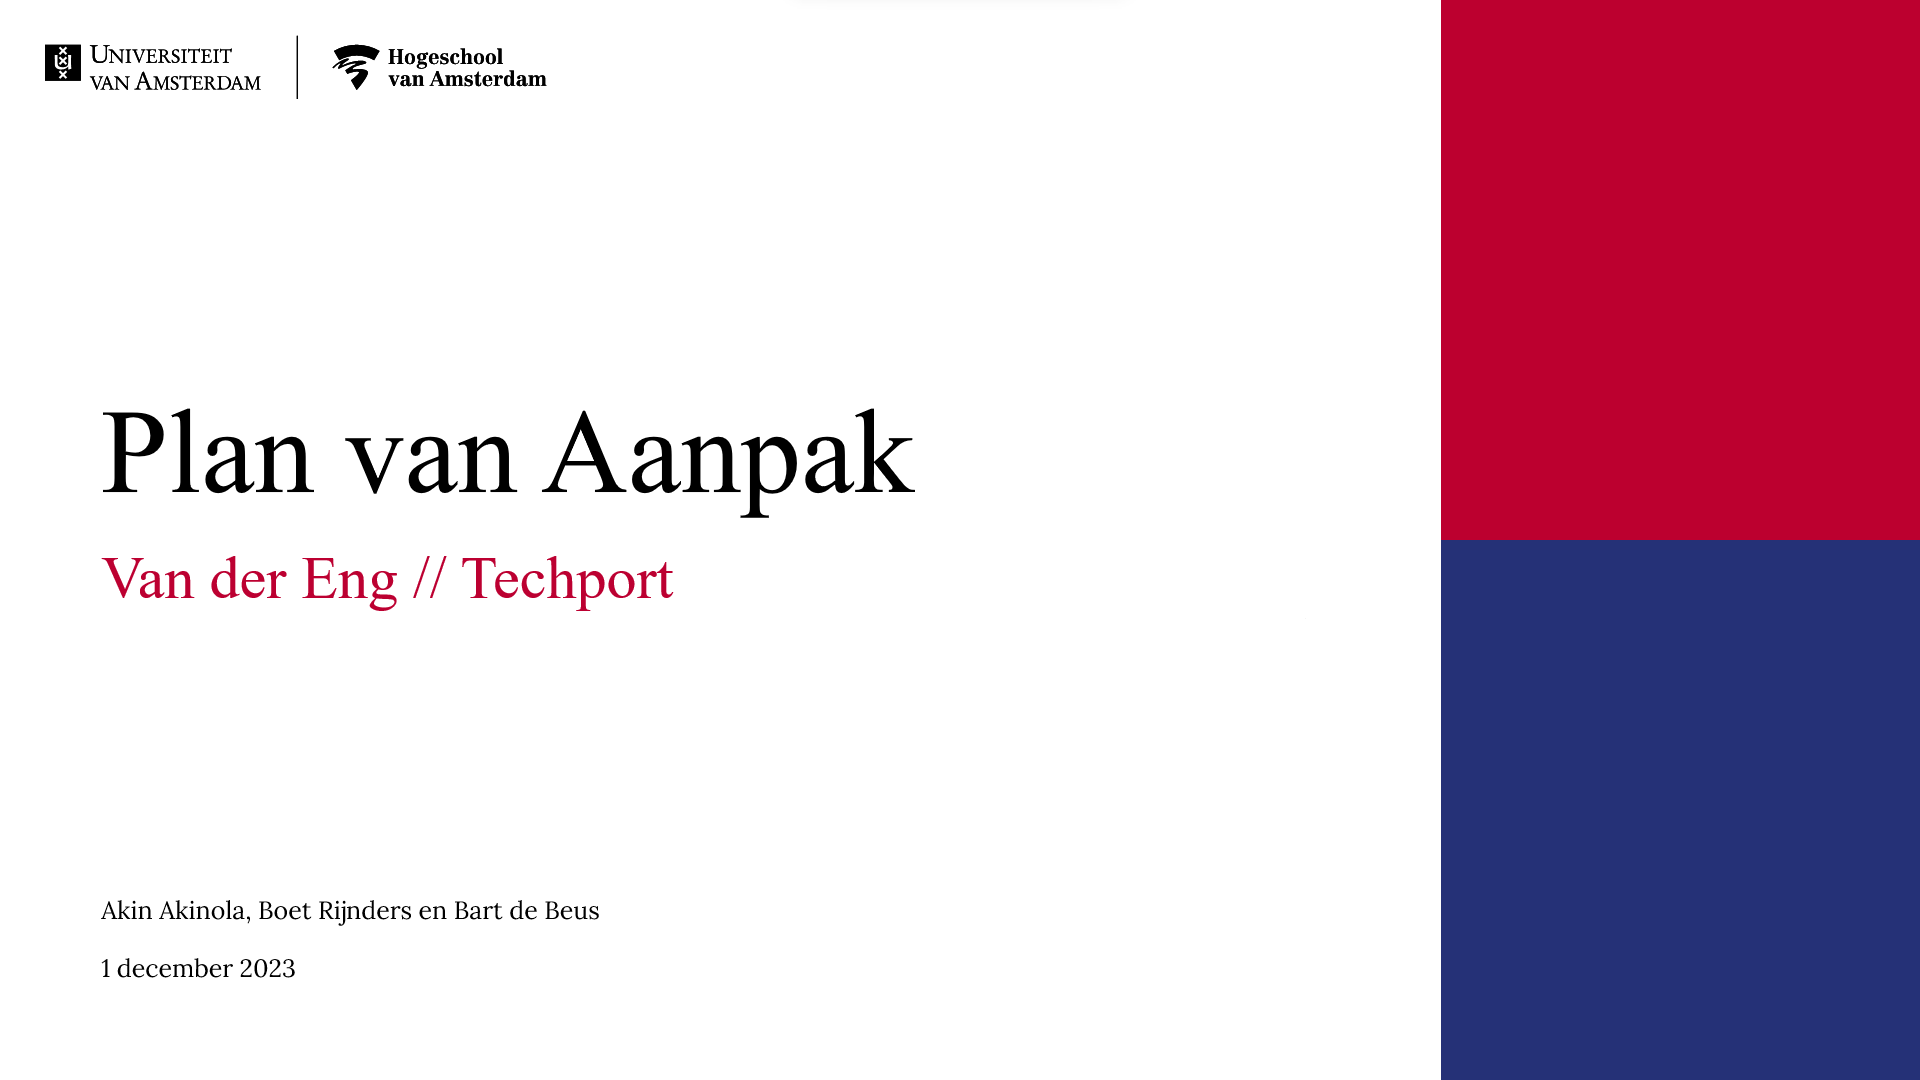 UNIVERSITEIT
VAN AMSTERDAM
Hogeschool
van Amsterdam
Plan van Aanpak
Van der Eng // Techport
Akin Akinola, Boet Rijnders en Bart de Beus
1 december 2023